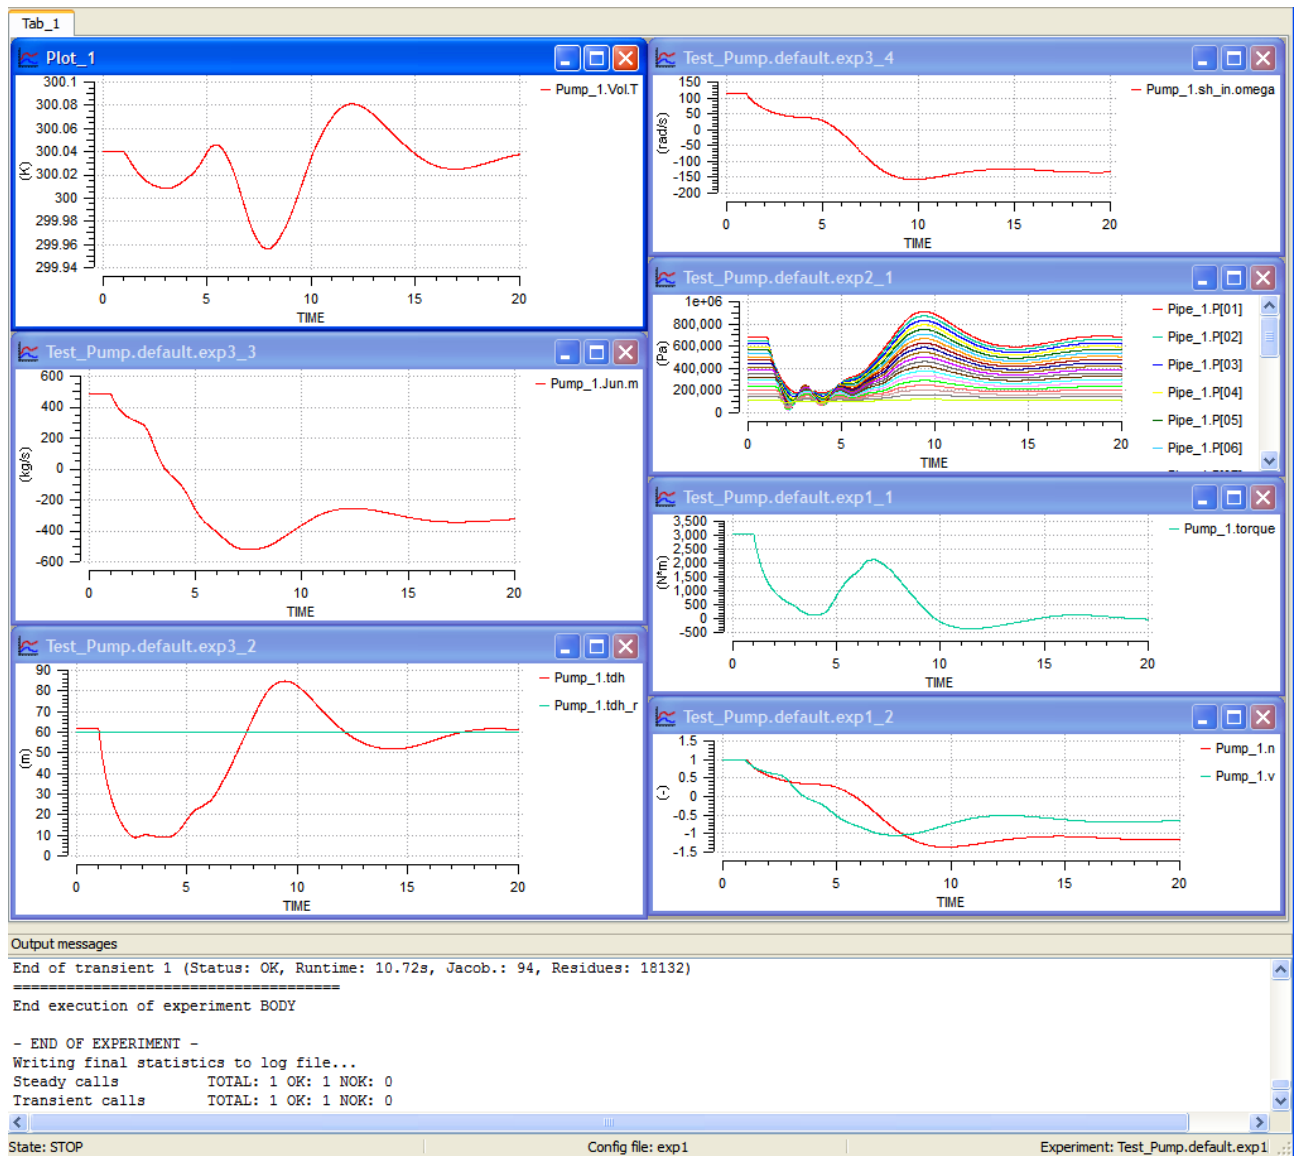 Tab_1
Plot_1
300.1
300.08
300.06
300.04
300.02
300
299.98
299.96
299.94
(K)
0 5 10 15 20
TIME
Pump_1.Vol.T
Test_Pump.default.exp3_3
600
400
200
0
-200
-400
-600
(kg/s)
0 5 10 15 20
TIME
Pump_1.Jun.m
Test_Pump.default.exp3_2
90
80
70
60
50
40
30
20
10
0
(m)
0 5 10 15 20
TIME
Pump_1.tdh
Pump_1.tdh_r
Test_Pump.default.exp3_4
150
100
50
0
-50
-100
-150
-200
(rad/s)
0 5 10 15 20
TIME
Pump_1.sh_in.omega
Test_Pump.default.exp2_1
1e+06
800,000
600,000
400,000
200,000
0
(Pa)
0 5 10 15 20
TIME
Pipe_1.P[01]
Pipe_1.P[02]
Pipe_1.P[03]
Pipe_1.P[04]
Pipe_1.P[05]
Pipe_1.P[06]
Test_Pump.default.exp1_1
3,500
3,000
2,500
2,000
1,500
1,000
500
0
-500
(N*m)
0 5 10 15 20
TIME
Pump_1.torque
Test_Pump.default.exp1_2
1.5
1
0.5
0
-0.5
-1
-1.5
(-)
0 5 10 15 20
TIME
Pump_1.n
Pump_1.v
Output messages
End of transient 1 (Status: OK, Runtime: 10.72s, Jacob.: 94, Residues: 18132)
=====================================
End execution of experiment BODY
- END OF EXPERIMENT -
Writing final statistics to log file...
Steady calls TOTAL: 1 OK: 1 NOK: 0
Transient calls TOTAL: 1 OK: 1 NOK: 0
State: STOP Config file: exp1 Experiment: Test_Pump.default.exp1